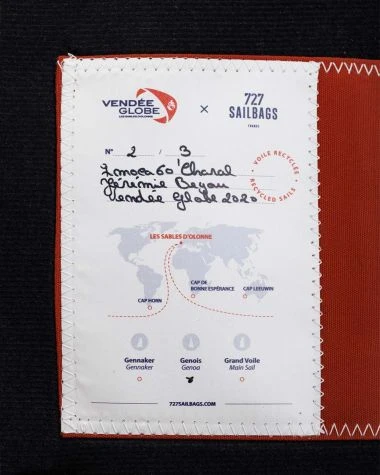 VENDÉE
GLOBE
LES SABLES D'OLONNE
×
727
SAILBAGS
FRANCE
N° 2 / 3
Imoca 60' Charal
Jérémie Beyou
Vendée Globe 2020
VOILE RECYCLÉE
RECYCLED SAILS
LES SABLES D'OLONNE
CAP DE
BONNE ESPÉRANCE
CAP LEEUWIN
CAP HORN
Gennaker Genois Grand Voile
Gennaker Genoa Main Sail
727SAILBAGS.COM